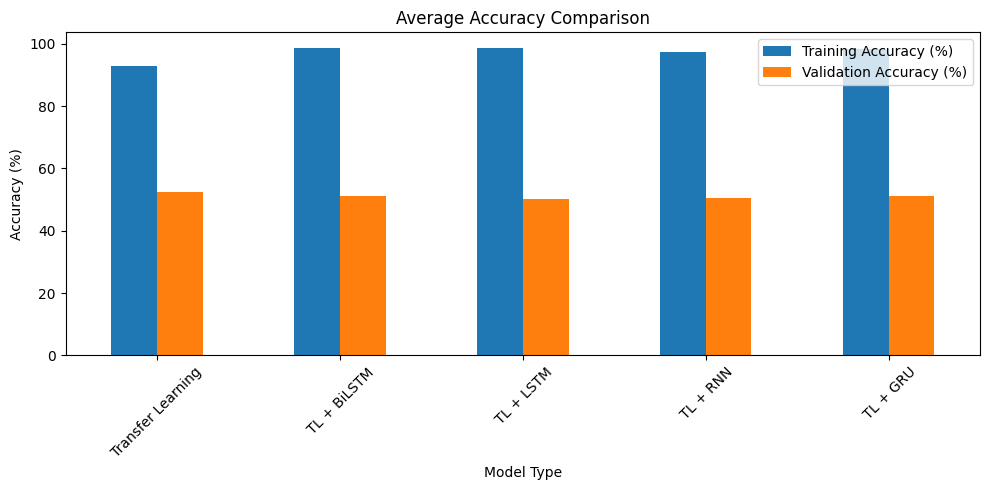 Average Accuracy Comparison
Training Accuracy (%)
Validation Accuracy (%)
Accuracy (%)
100
80
60
40
20
0
Transfer Learning
TL + BiLSTM
TL + LSTM
TL + RNN
TL + GRU
Model Type